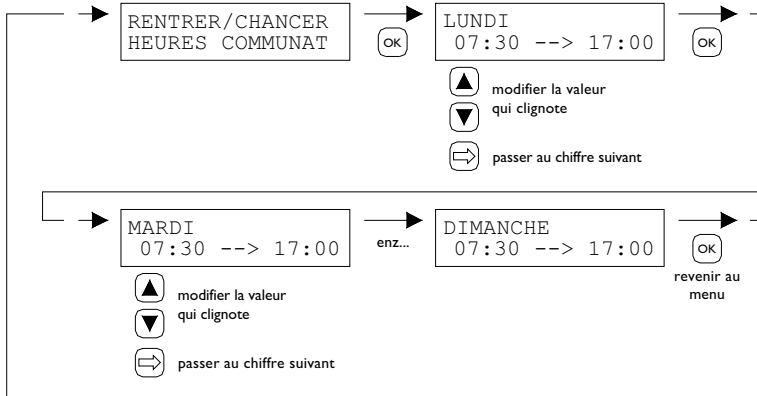 RENTRER/CHANCER
HEURES COMMUNAT
OK
LUNDI
07:30 --> 17:00
OK
modifier la valeur
qui clignote
passer au chiffre suivant
MARDI
07:30 --> 17:00
enz...
DIMANCHE
07:30 --> 17:00
OK
revenir au
menu
modifier la valeur
qui clignote
passer au chiffre suivant